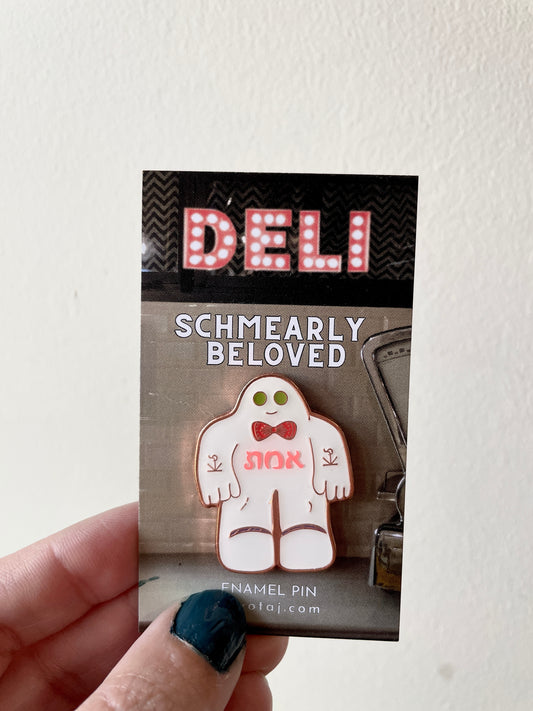 DELI
SCHMEARLY
BELOVED
אמת
ENAMEL PIN